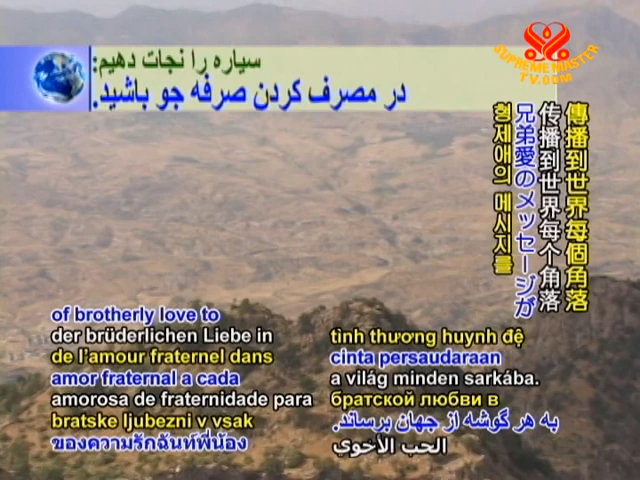 سیاره را نجات دهیم:
در مصرف کردن صرفه جو باشید.
SUPREME MASTER
TV.COM
傳播到世界每個角落
传播到世界每个角落
兄弟愛のメッセージが
형제애의 메시지를
of brotherly love to
der brüderlichen Liebe in
de l'amour fraternel dans
amor fraternal a cada
amorosa de fraternidade para
bratske ljubezni v vsak
ของความรักฉันท์พี่น้อง
tình thương huynh đệ
cinta persaudaraan
a világ minden sarkába.
братской любви в
به هر گوشه از جهان برساند.
الحب الأخوي